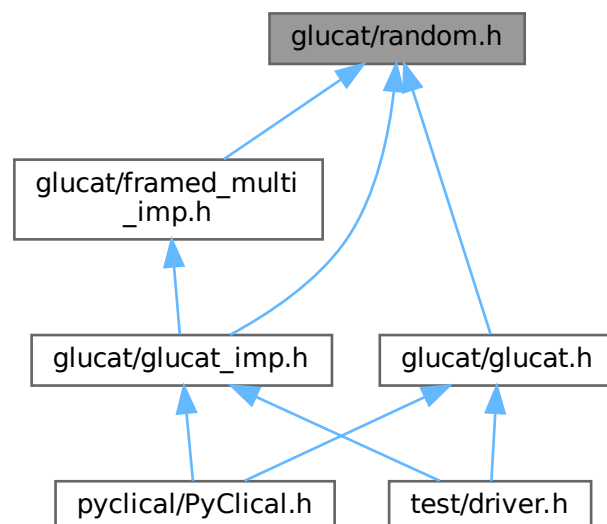 glucat/random.h
glucat/framed_multi
_imp.h
glucat/glucat_imp.h
glucat/glucat.h
pyclical/PyClical.h
test/driver.h